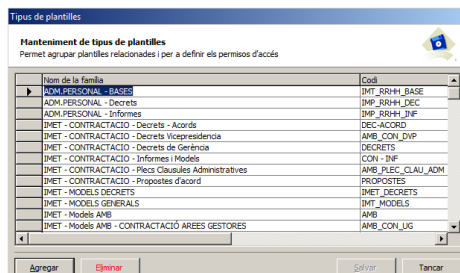 Tipus de plantilles
Manteniment de tipus de plantilles
Permet agrupar plantilles relacionades i per a definir els permisos d'accés
Nom de la família Codi
ADM.PERSONAL - BASES IMT_RRHH_BASE
ADM.PERSONAL - Decrets IMP_RRHH_DEC
ADM.PERSONAL - Informes IMP_RRHH_INF
IMET - CONTRACTACIO - Decrets - Acords DEC-ACORD
IMET - CONTRACTACIO - Decrets Vicepresidencia AMB_CON_DVP
IMET - CONTRACTACIO - Decrets de Gerència DECRETS
IMET - CONTRACTACIO - Informes i Models CON - INF
IMET - CONTRACTACIO - Plecs Clausules Administratives AMB_PLEC_CLAU_ADM
IMET - CONTRACTACIO - Propostes d'acord PROPOSTES
IMET - MODELS DECRETS IMET_DECRETS
IMET - MODELS GENERALS IMT_MODELS
IMET - Models AMB AMB
IMET - Models AMB - CONTRACTACIÓ AREES GESTORES AMB_CON_UG
Agregar Eliminar Salvar Tancar